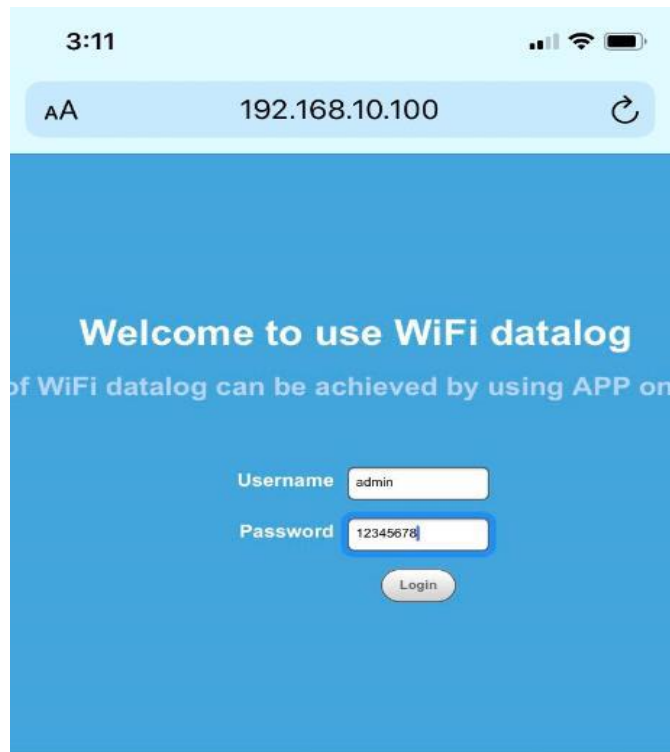 3:11
AA 192.168.10.100
Welcome to use WiFi datalog
of WiFi datalog can be achieved by using APP on
Username admin
Password 12345678
Login